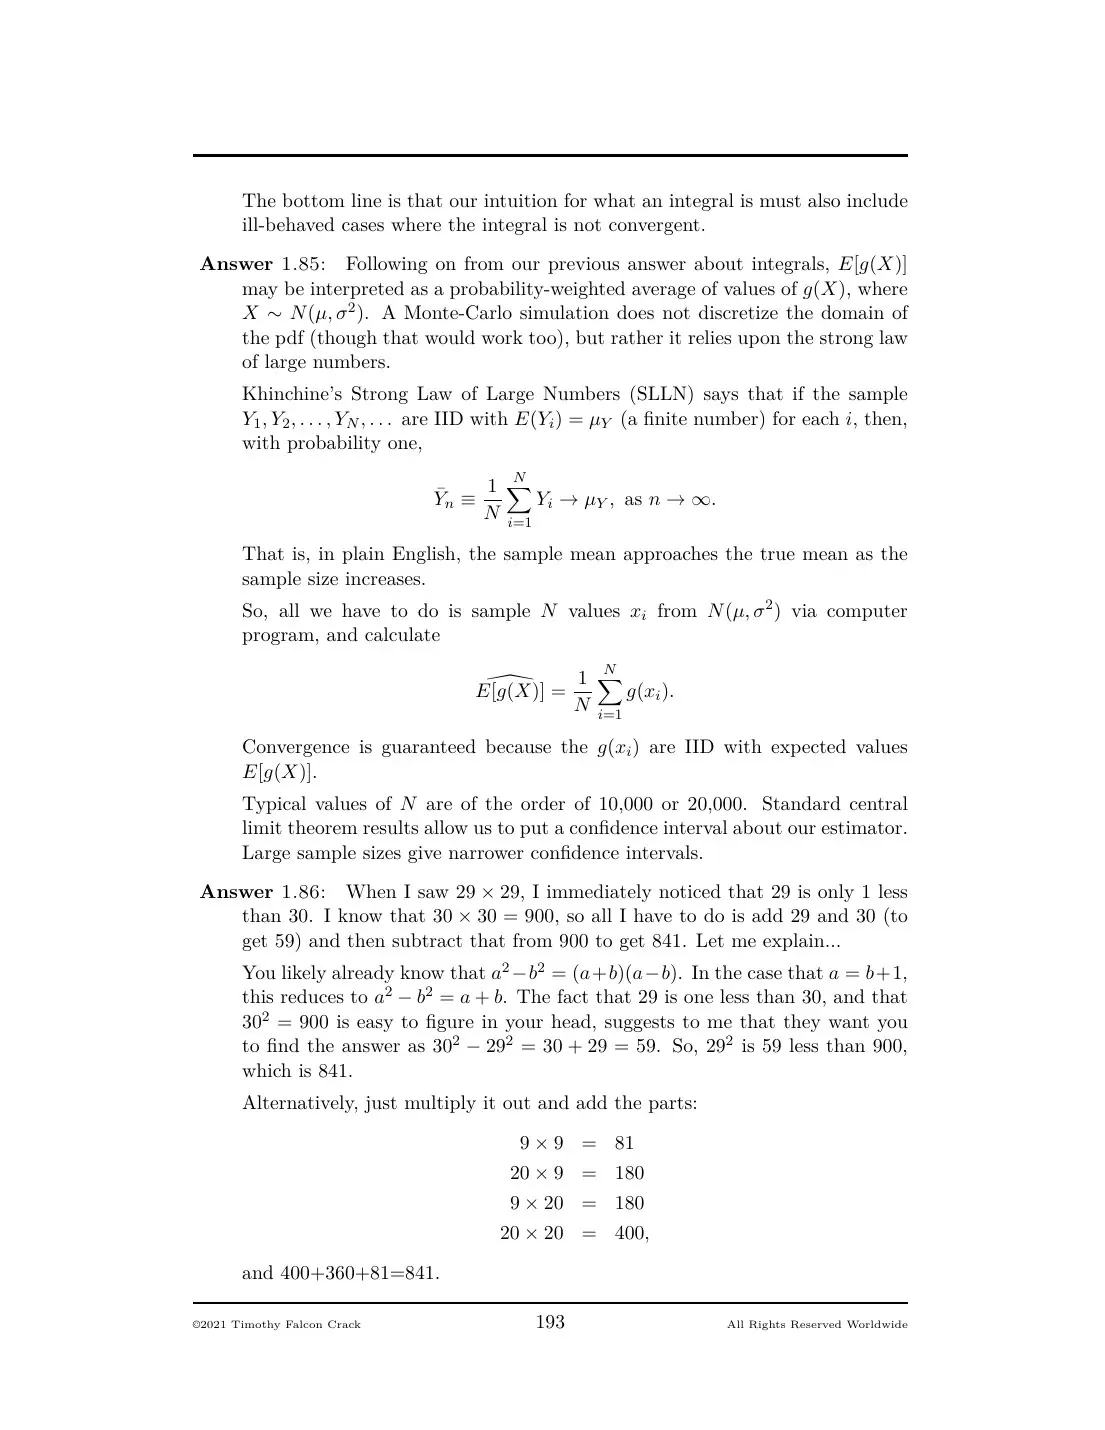 The bottom line is that our intuition for what an integral is must also include
ill-behaved cases where the integral is not convergent.
Answer 1.85: Following on from our previous answer about integrals, E[g(X)]
may be interpreted as a probability-weighted average of values of g(X), where
X ∼ N(μ, σ²). A Monte-Carlo simulation does not discretize the domain of
the pdf (though that would work too), but rather it relies upon the strong law
of large numbers.
Khinchine's Strong Law of Large Numbers (SLLN) says that if the sample
Y₁, Y₂, . . . , Y_N, . . . are IID with E(Y_i) = μ_Y (a finite number) for each i, then,
with probability one,
Ȳ_n ≡ 1/N ∑_{i=1}^{N} Y_i → μ_Y , as n → ∞.
That is, in plain English, the sample mean approaches the true mean as the
sample size increases.
So, all we have to do is sample N values x_i from N(μ, σ²) via computer
program, and calculate
\widehat{E[g(X)]} = 1/N ∑_{i=1}^{N} g(x_i).
Convergence is guaranteed because the g(x_i) are IID with expected values
E[g(X)].
Typical values of N are of the order of 10,000 or 20,000. Standard central
limit theorem results allow us to put a confidence interval about our estimator.
Large sample sizes give narrower confidence intervals.
Answer 1.86: When I saw 29 × 29, I immediately noticed that 29 is only 1 less
than 30. I know that 30 × 30 = 900, so all I have to do is add 29 and 30 (to
get 59) and then subtract that from 900 to get 841. Let me explain...
You likely already know that a²−b² = (a+b)(a−b). In the case that a = b+1,
this reduces to a² − b² = a + b. The fact that 29 is one less than 30, and that
30² = 900 is easy to figure in your head, suggests to me that they want you
to find the answer as 30² − 29² = 30 + 29 = 59. So, 29² is 59 less than 900,
which is 841.
Alternatively, just multiply it out and add the parts:
9 × 9 = 81
20 × 9 = 180
9 × 20 = 180
20 × 20 = 400,
and 400+360+81=841.
©2021 Timothy Falcon Crack 193 All Rights Reserved Worldwide